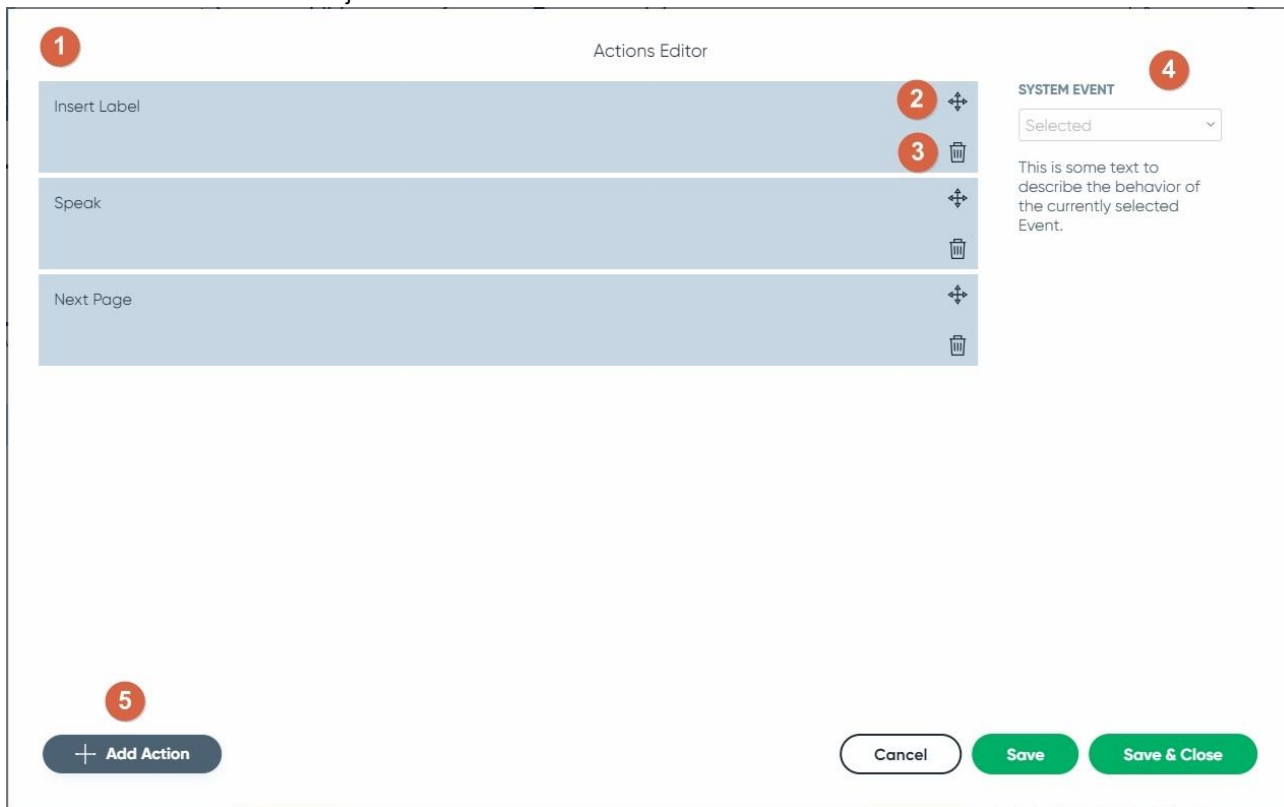 1
Actions Editor
Insert Label
2
3
Speak
Next Page
4
SYSTEM EVENT
Selected
This is some text to
describe the behavior of
the currently selected
Event.
5
Add Action
Cancel
Save
Save & Close